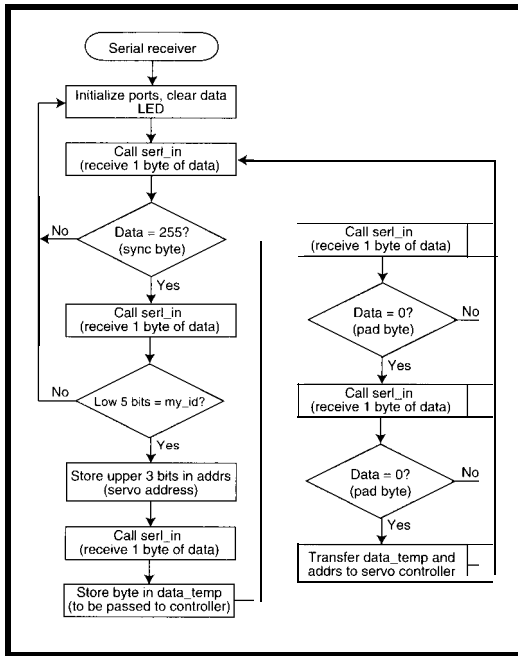 Serial receiver
Initialize ports, clear data
LED
Call serl_in
(receive 1 byte of data)
No
Data = 255?
(sync byte)
Yes
Call serl_in
(receive 1 byte of data)
No
Low 5 bits = my_id?
Yes
Store upper 3 bits in addrs
(servo address)
Call serl_in
(receive 1 byte of data)
Store byte in data_temp
(to be passed to controller)
Call serl_in
(receive 1 byte of data)
Data = 0?
(pad byte)
No
Yes
Call serl_in
(receive 1 byte of data)
Data = 0?
(pad byte)
No
Yes
Transfer data_temp and
addrs to servo controller